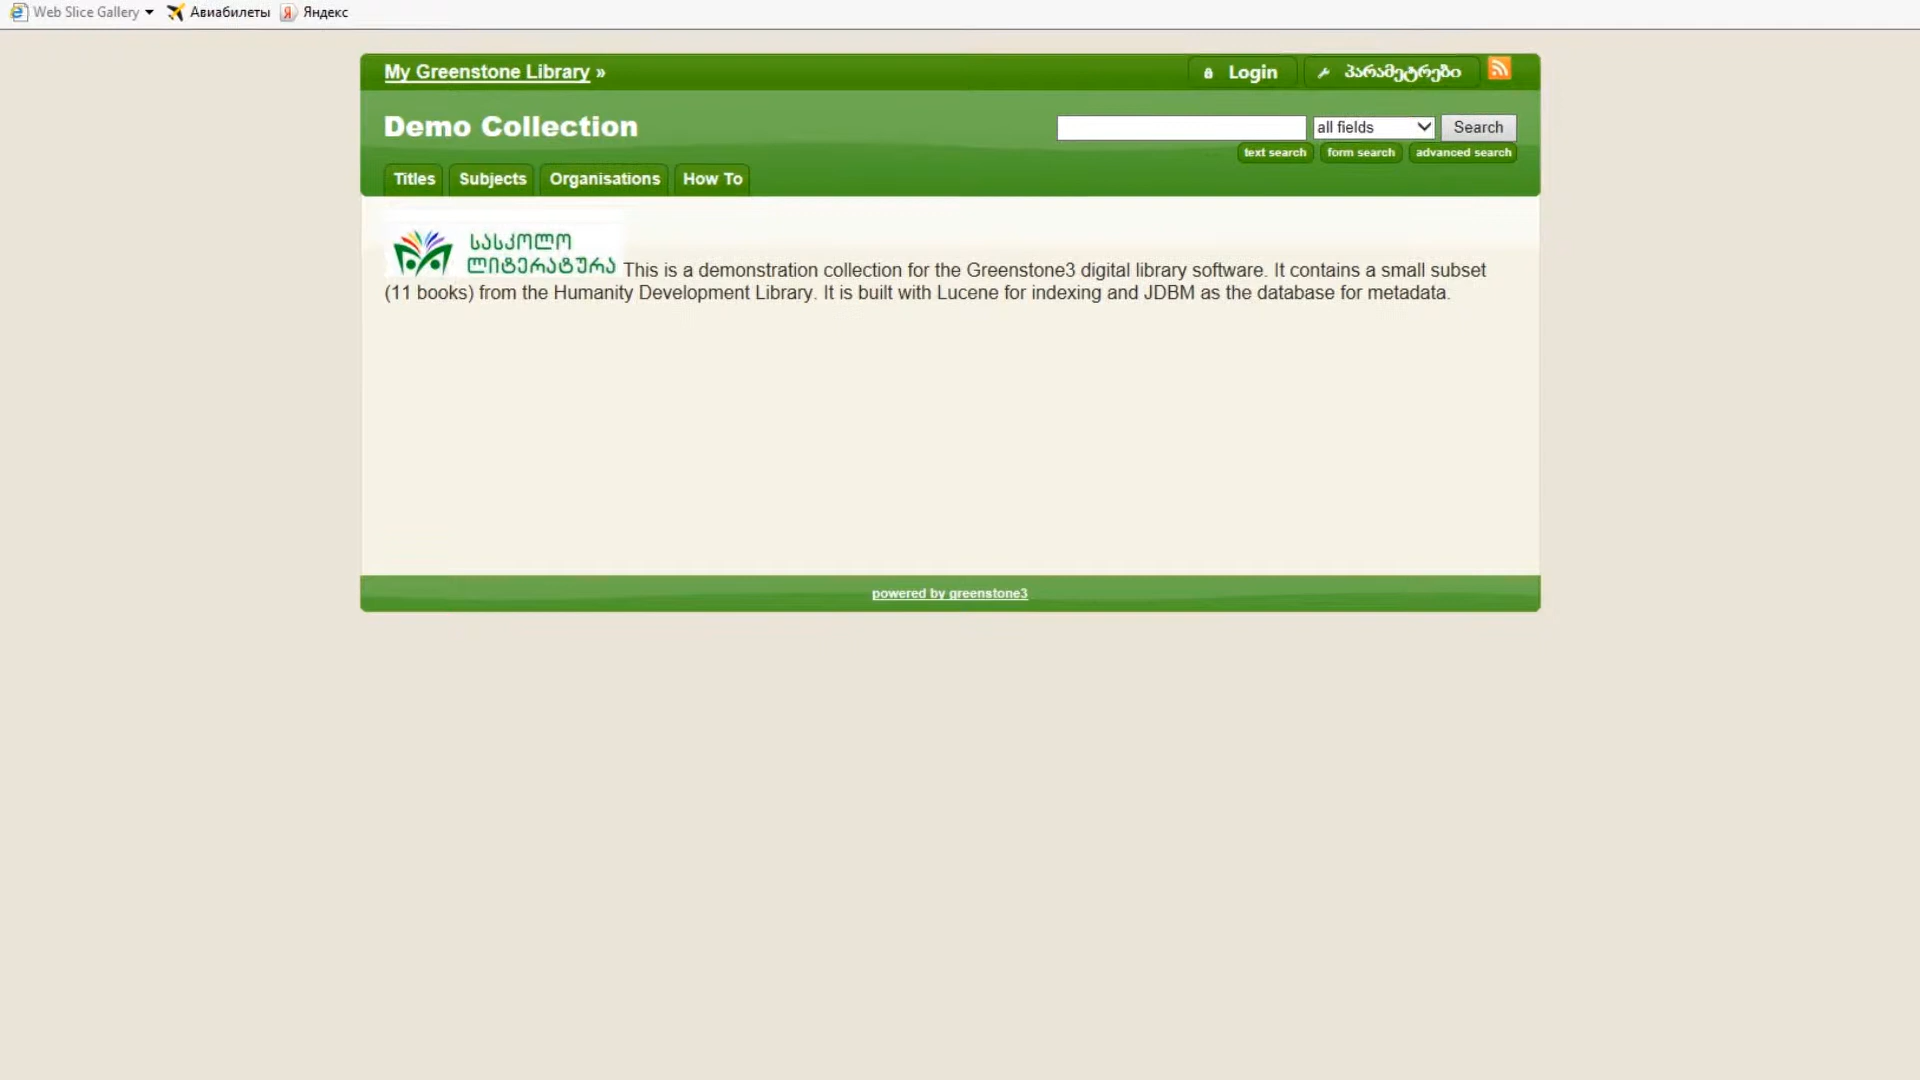 Web Slice Gallery Авиабилеты Яндекс
My Greenstone Library » Login პარამეტრები
Demo Collection all fields Search
text search form search advanced search
Titles Subjects Organisations How To
სასკოლო
ლიტერატურა This is a demonstration collection for the Greenstone3 digital library software. It contains a small subset
(11 books) from the Humanity Development Library. It is built with Lucene for indexing and JDBM as the database for metadata.
powered by greenstone3